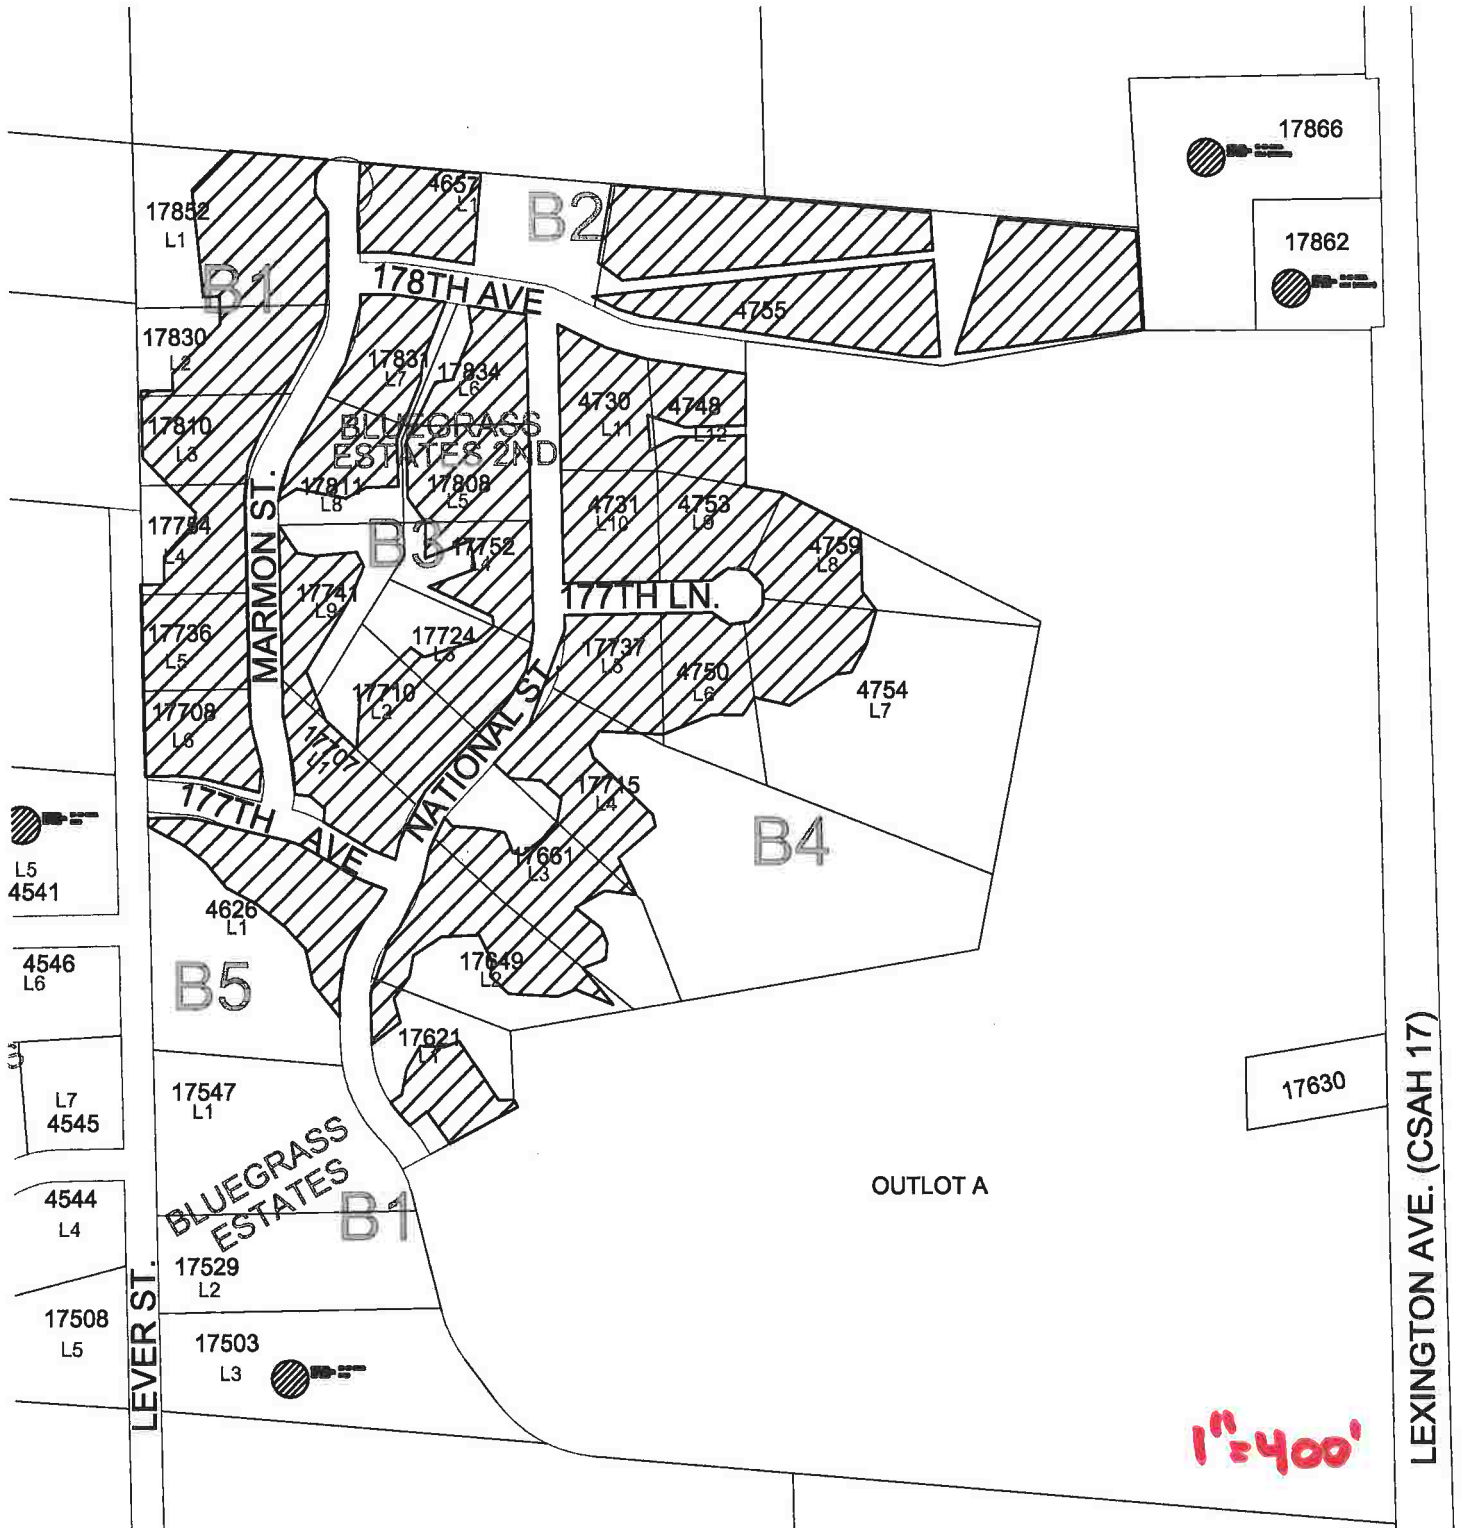 17866
17852
L1
4657
L1
B2
17862
B1
178TH AVE
4755
17830
L2
17831
L7
17834
L6
4730
L11
4748
L12
17810
L3
BLUEGRASS
ESTATES 2ND
17811
L8
17808
L5
4731
L10
4753
L9
17784
L4
MARMON ST.
B3
17752
L4
4759
L8
17741
L9
177TH LN.
17736
L5
17724
L3
17737
L5
4750
L6
4754
L7
17710
L2
17708
L6
17707
L1
NATIONAL ST.
17715
L4
177TH AVE
B4
17661
L3
L5
4541
4626
L1
4546
L6
B5
17649
L2
17621
L1
17547
L1
L7
4545
17630
BLUEGRASS
ESTATES
B1
OUTLOT A
4544
L4
17529
L2
17508
L5
17503
L3
LEVER ST.
LEXINGTON AVE. (CSAH 17)
1"=400'